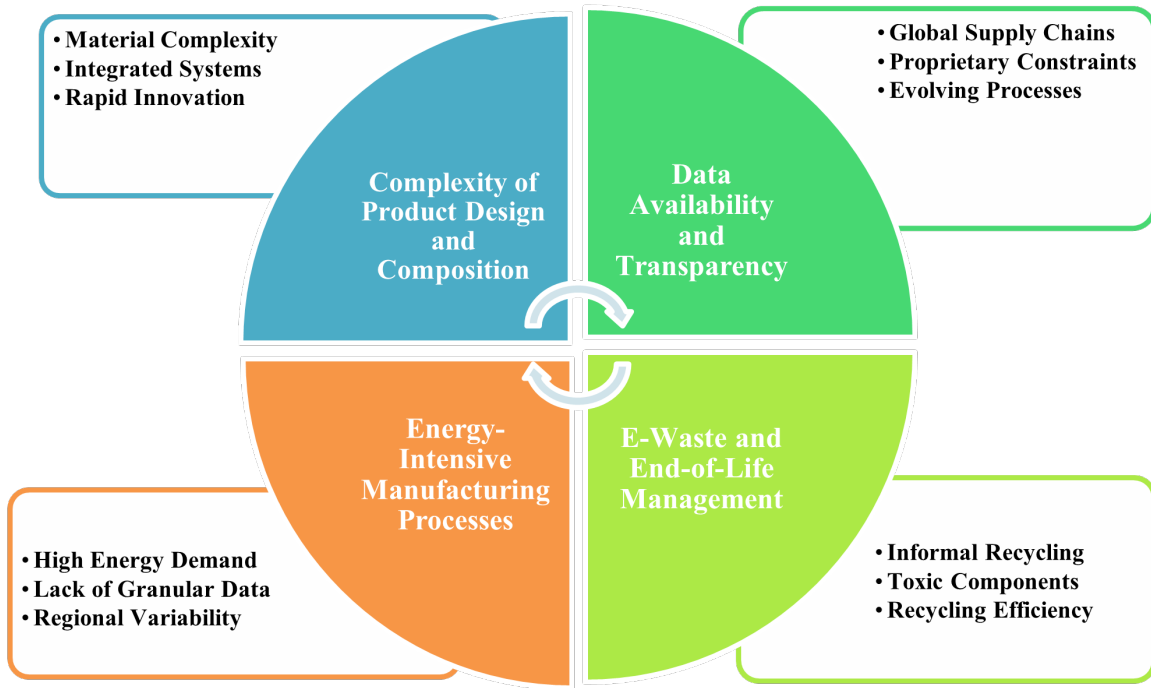 • Material Complexity
• Integrated Systems
• Rapid Innovation
Complexity of
Product Design
and
Composition
• Global Supply Chains
• Proprietary Constraints
• Evolving Processes
Data
Availability
and
Transparency
Energy-
Intensive
Manufacturing
Processes
• High Energy Demand
• Lack of Granular Data
• Regional Variability
E-Waste and
End-of-Life
Management
• Informal Recycling
• Toxic Components
• Recycling Efficiency